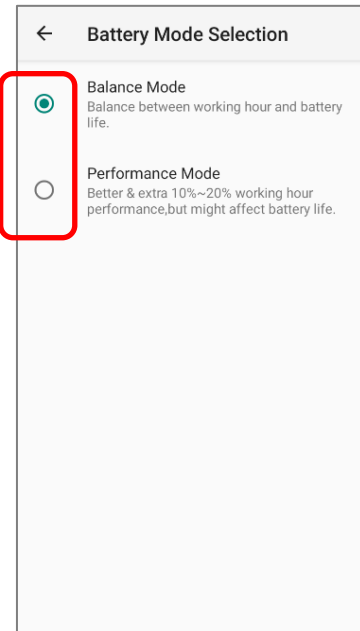 Battery Mode Selection
Balance Mode
Balance between working hour and battery
life.
Performance Mode
Better & extra 10%~20% working hour
performance,but might affect battery life.